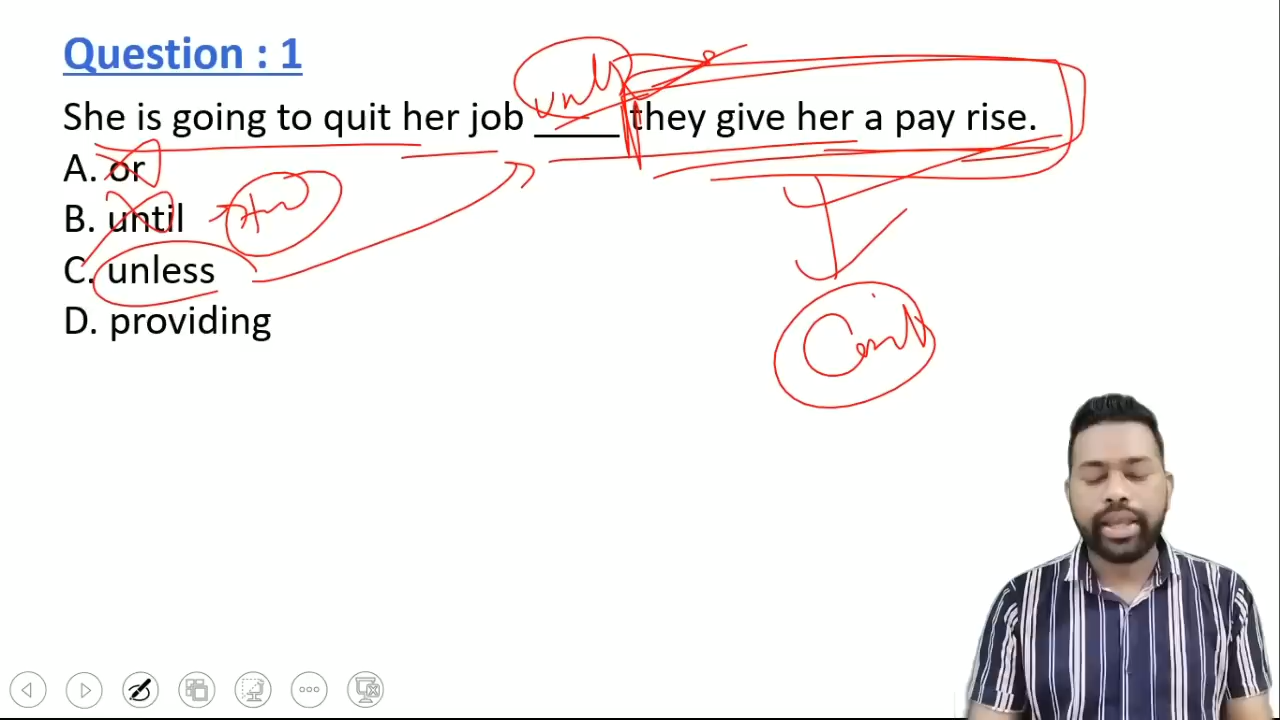 Question : 1
She is going to quit her job _____ they give her a pay rise.
A. or
B. until
C. unless
D. providing